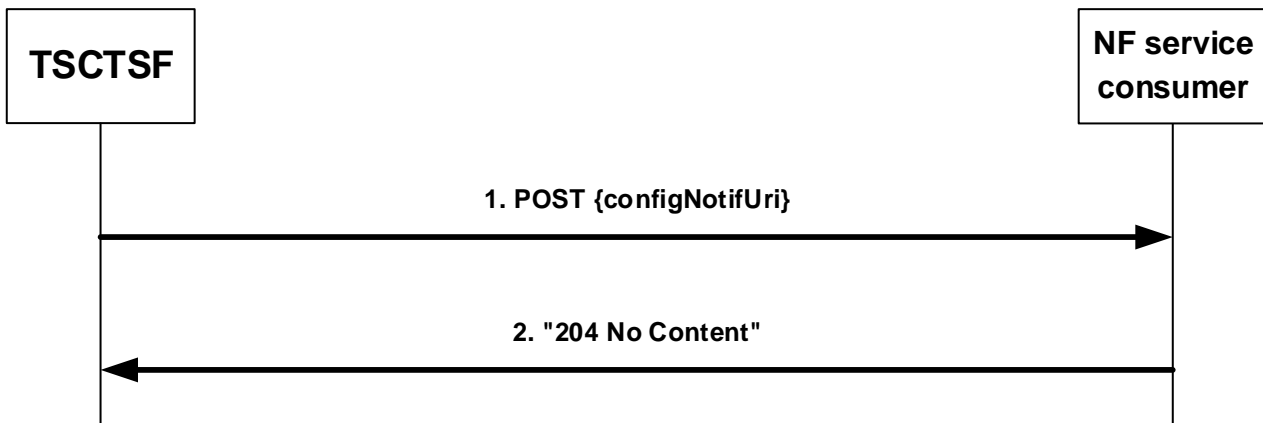 TSCTSF
NF service
consumer
1. POST {configNotifUri}
2. "204 No Content"